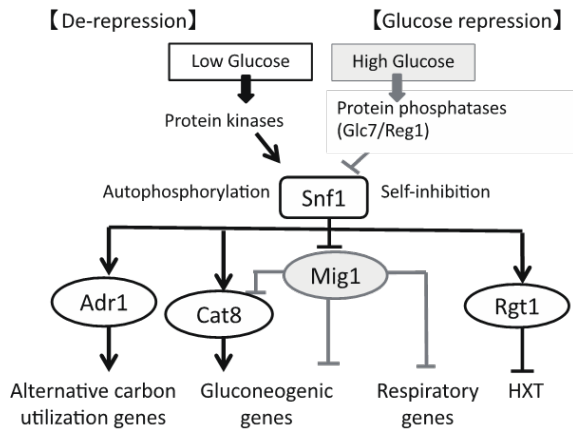 【De-repression】
【Glucose repression】
Low Glucose
High Glucose
Protein kinases
Protein phosphatases
(Glc7/Reg1)
Autophosphorylation
Snf1
Self-inhibition
Mig1
Adr1
Cat8
Rgt1
Alternative carbon
utilization genes
Gluconeogenic
genes
Respiratory
genes
HXT